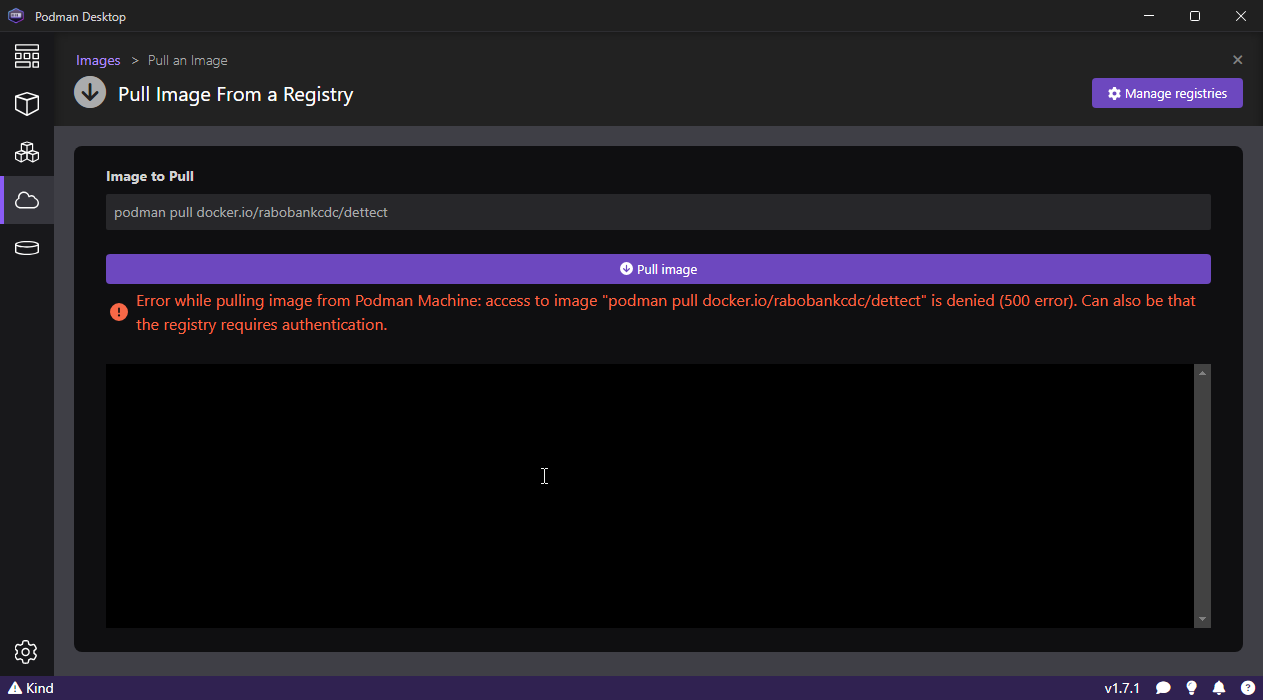 Podman Desktop
Images > Pull an Image
Pull Image From a Registry
Manage registries
Image to Pull
podman pull docker.io/rabobankcdc/dettect
Pull image
Error while pulling image from Podman Machine: access to image "podman pull docker.io/rabobankcdc/dettect" is denied (500 error). Can also be that
the registry requires authentication.
Kind
v1.7.1